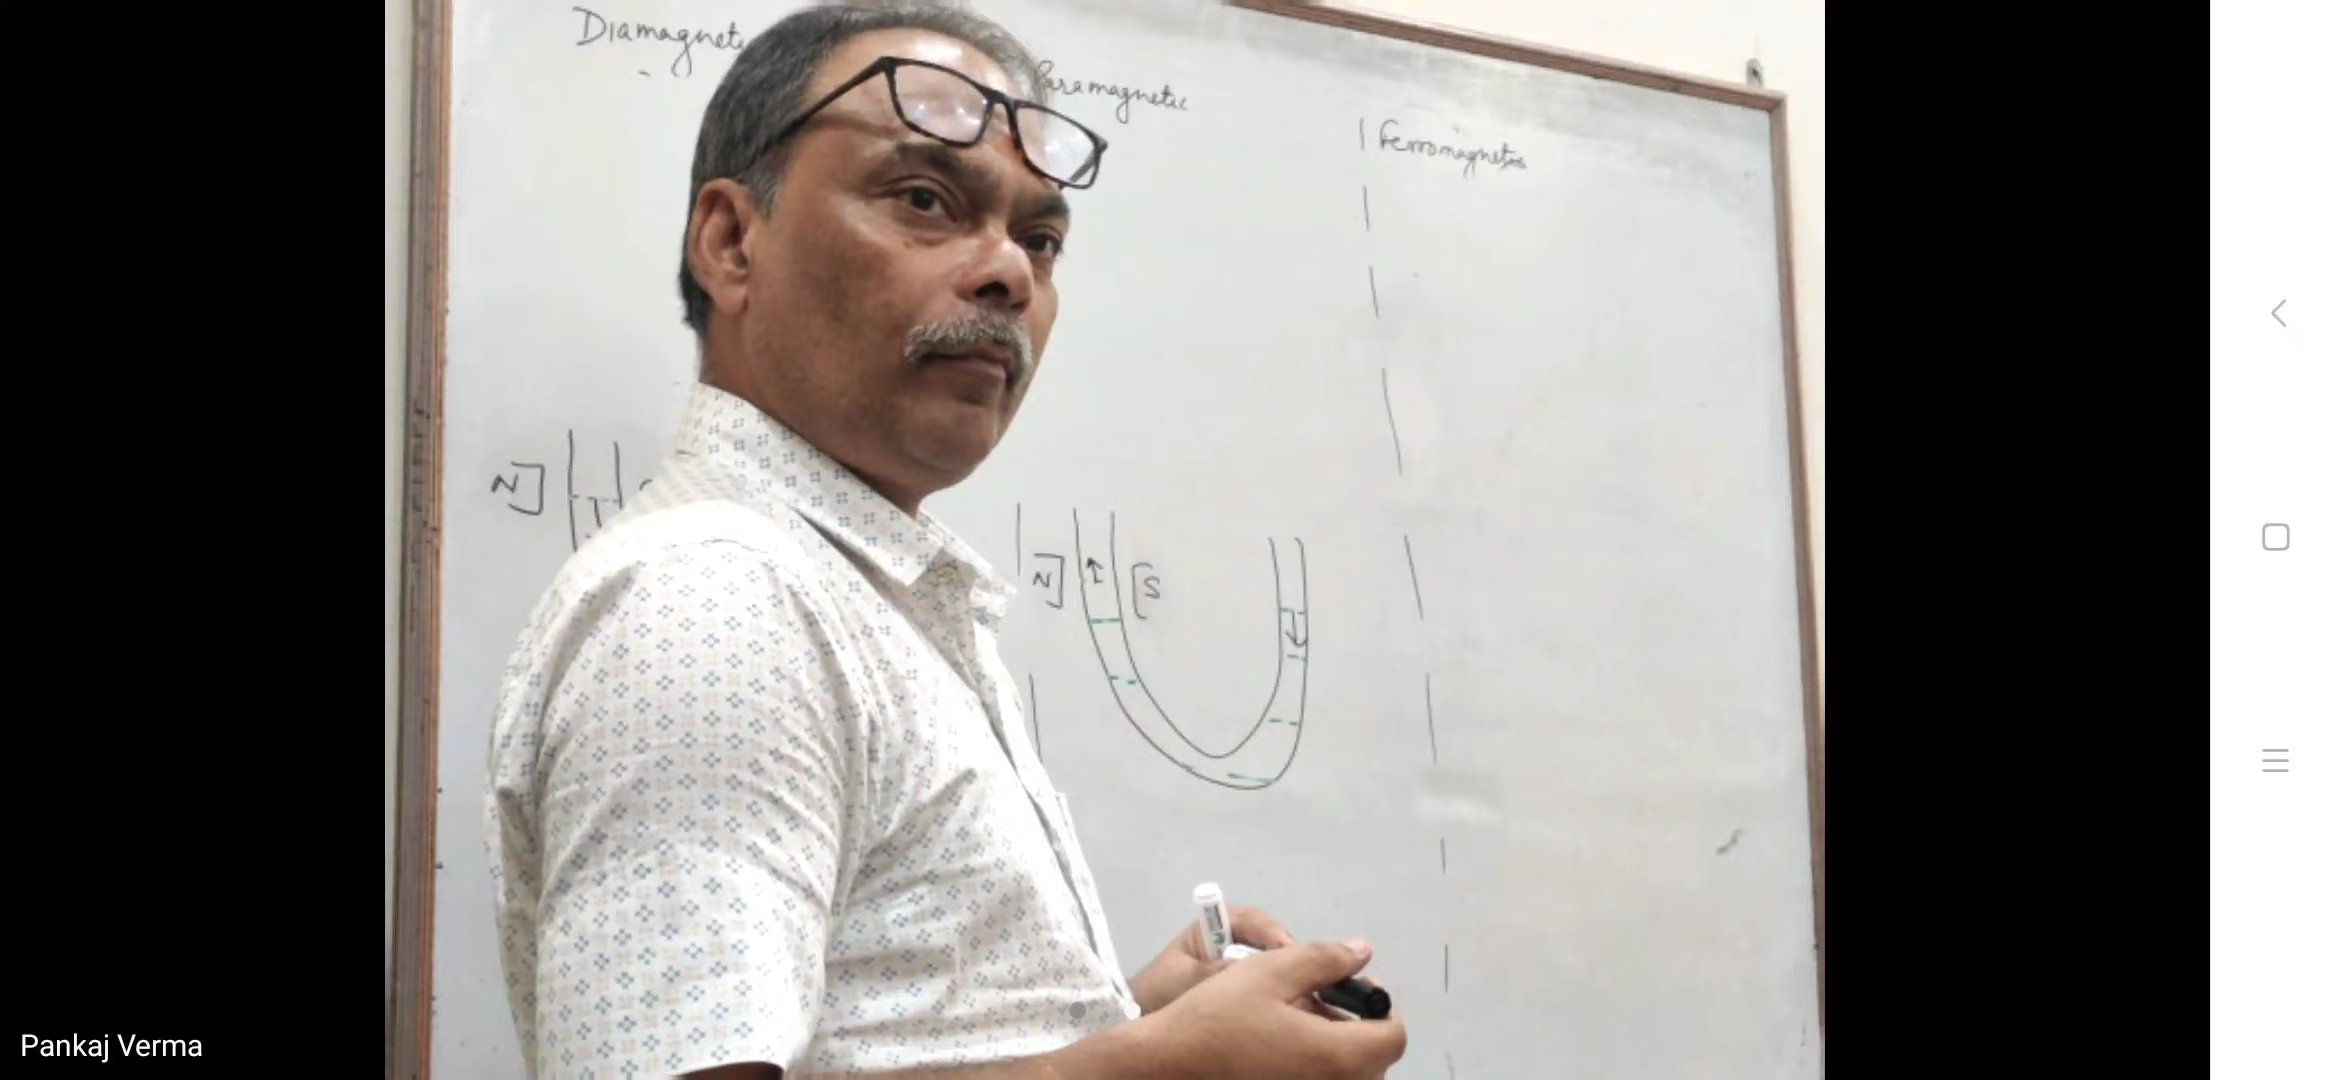 Diamagnetic
Paramagnetic
Ferromagnetic
N
N
S
Pankaj Verma